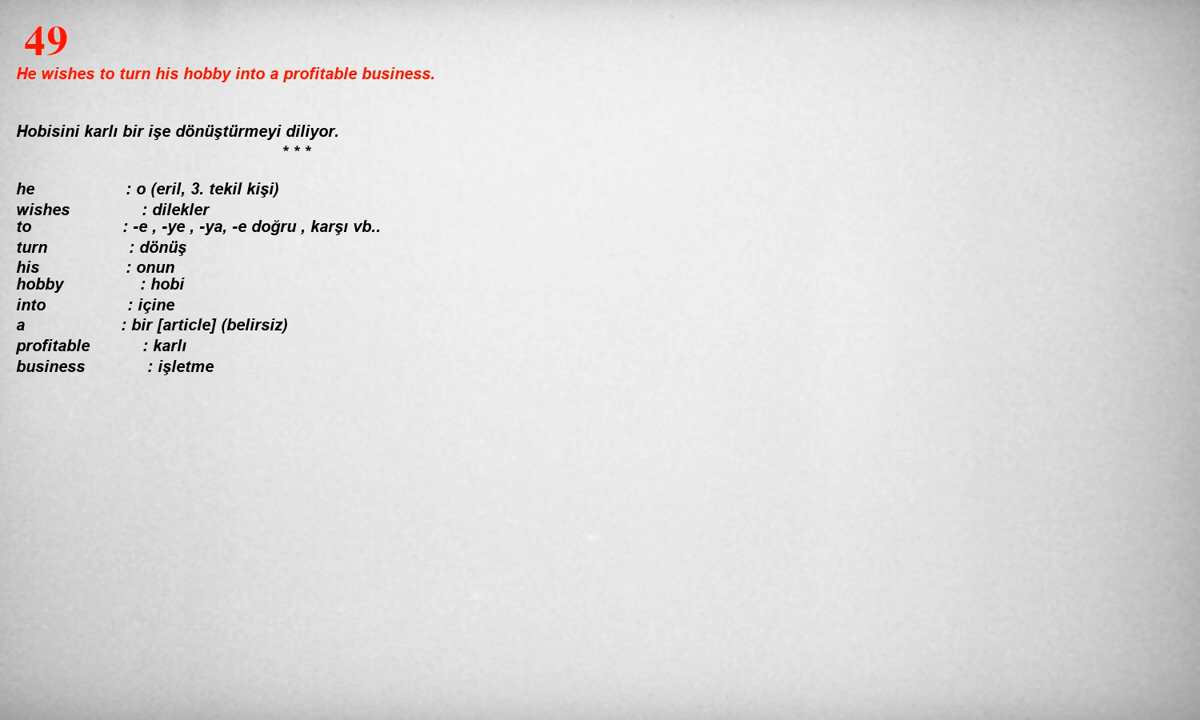 49
He wishes to turn his hobby into a profitable business.
Hobisini karlı bir işe dönüştürmeyi diliyor.
* * *
he : o (eril, 3. tekil kişi)
wishes : dilekler
to : -e , -ye , -ya, -e doğru , karşı vb..
turn : dönüş
his : onun
hobby : hobi
into : içine
a : bir [article] (belirsiz)
profitable : karlı
business : işletme